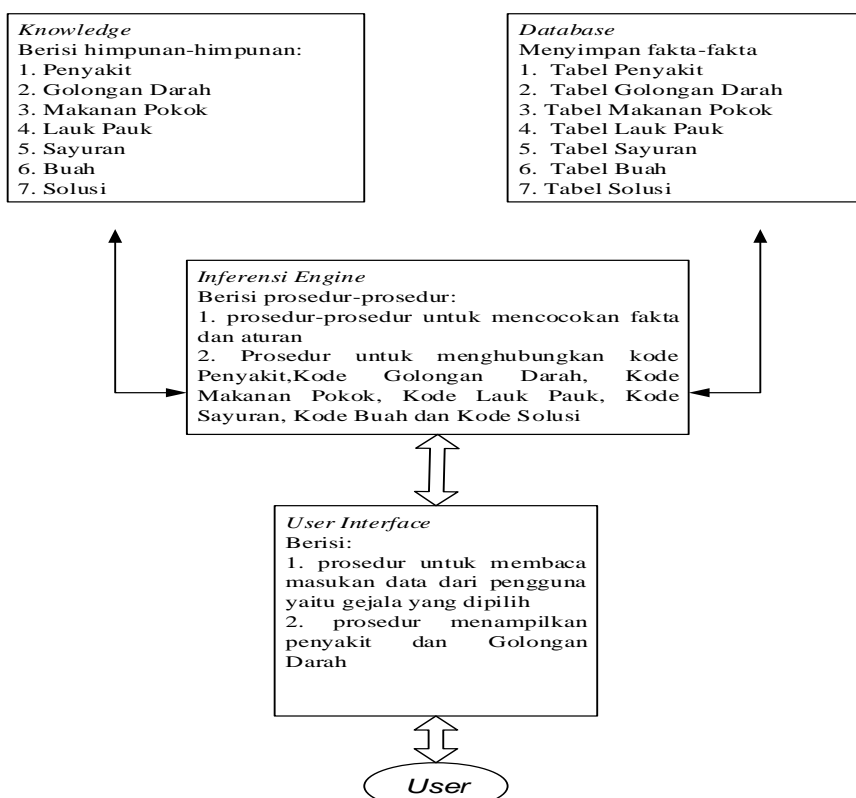 Knowledge
Berisi himpunan-himpunan:
1. Penyakit
2. Golongan Darah
3. Makanan Pokok
4. Lauk Pauk
5. Sayuran
6. Buah
7. Solusi
Database
Menyimpan fakta-fakta
1. Tabel Penyakit
2. Tabel Golongan Darah
3. Tabel Makanan Pokok
4. Tabel Lauk Pauk
5. Tabel Sayuran
6. Tabel Buah
7. Tabel Solusi
Inferensi Engine
Berisi prosedur-prosedur:
1. prosedur-prosedur untuk mencocokan fakta
dan aturan
2. Prosedur untuk menghubungkan kode
Penyakit,Kode Golongan Darah, Kode
Makanan Pokok, Kode Lauk Pauk, Kode
Sayuran, Kode Buah dan Kode Solusi
User Interface
Berisi:
1. prosedur untuk membaca
masukan data dari pengguna
yaitu gejala yang dipilih
2. prosedur menampilkan
penyakit dan Golongan
Darah
User